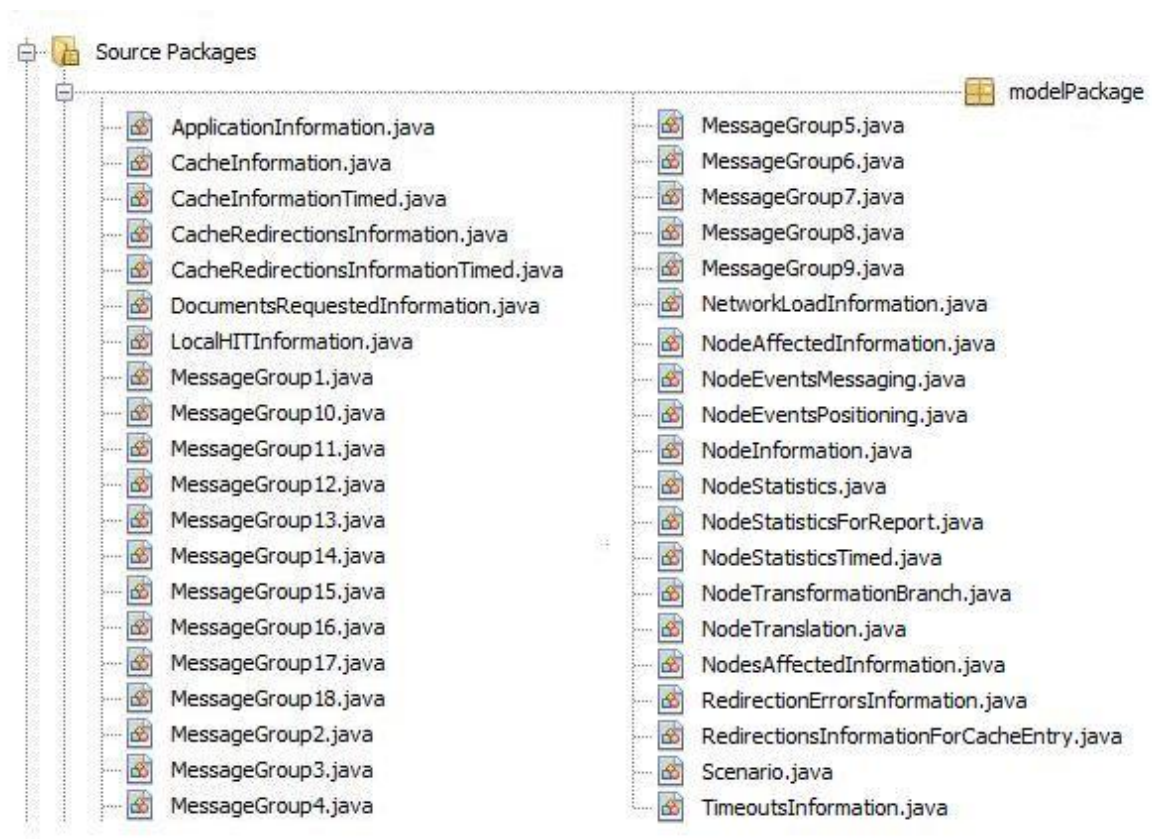 Source Packages
modelPackage
ApplicationInformation.java
CacheInformation.java
CacheInformationTimed.java
CacheRedirectionsInformation.java
CacheRedirectionsInformationTimed.java
DocumentsRequestedInformation.java
LocalHITInformation.java
MessageGroup1.java
MessageGroup10.java
MessageGroup11.java
MessageGroup12.java
MessageGroup13.java
MessageGroup14.java
MessageGroup15.java
MessageGroup16.java
MessageGroup17.java
MessageGroup18.java
MessageGroup2.java
MessageGroup3.java
MessageGroup4.java
MessageGroup5.java
MessageGroup6.java
MessageGroup7.java
MessageGroup8.java
MessageGroup9.java
NetworkLoadInformation.java
NodeAffectedInformation.java
NodeEventsMessaging.java
NodeEventsPositioning.java
NodeInformation.java
NodeStatistics.java
NodeStatisticsForReport.java
NodeStatisticsTimed.java
NodeTransformationBranch.java
NodeTranslation.java
NodesAffectedInformation.java
RedirectionErrorsInformation.java
RedirectionsInformationForCacheEntry.java
Scenario.java
TimeoutsInformation.java